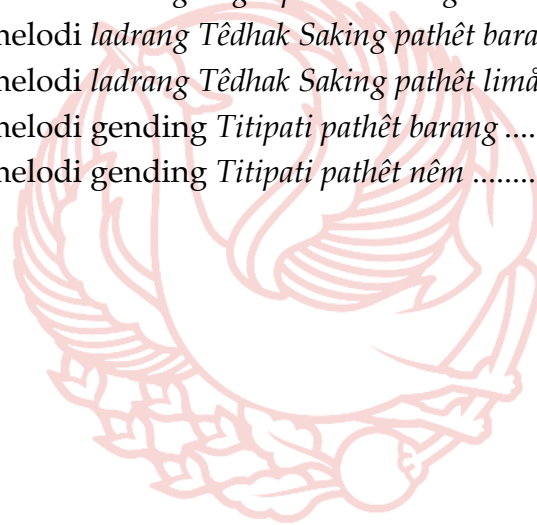 melodi ladrang Têdhak Saking pathêt bara
melodi ladrang Têdhak Saking pathêt limå
melodi gending Titipati pathêt barang ....
melodi gending Titipati pathêt nêm ........